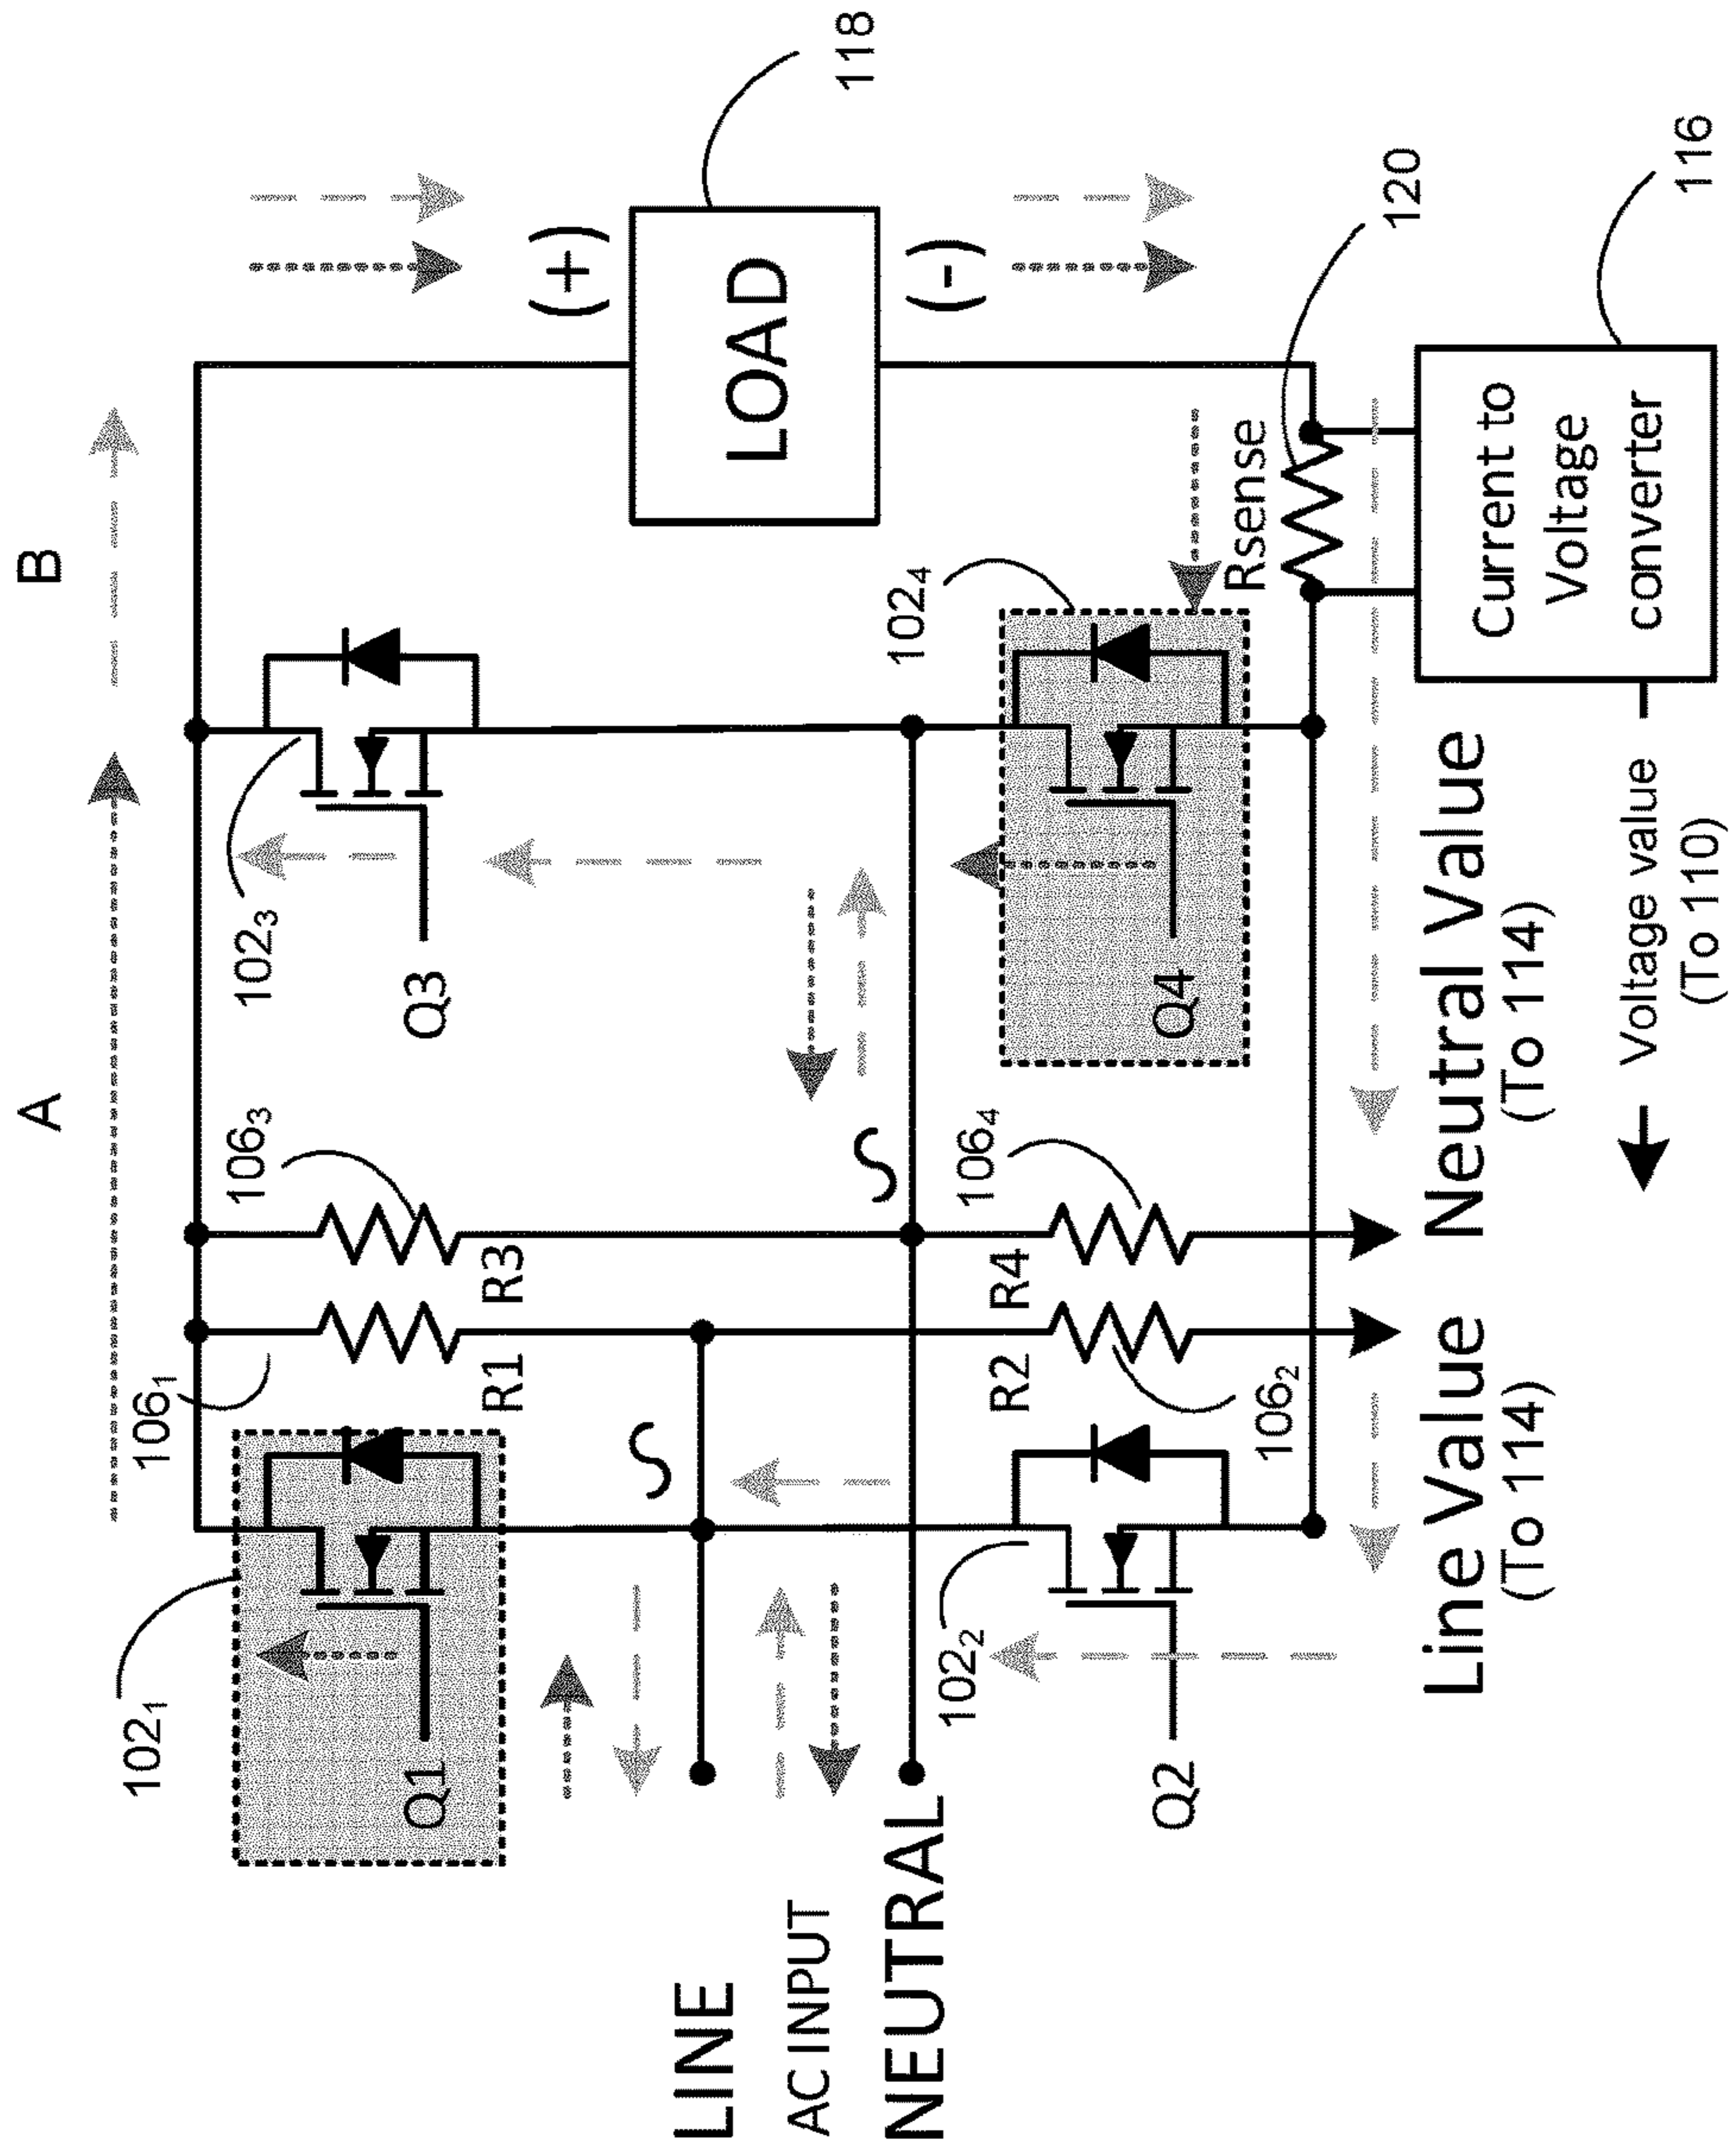 A
B
102₁
Q1
106₁
R1
106₃
R3
102₃
Q3
LOAD
(+)
(-)
118
LINE
AC INPUT
NEUTRAL
102₂
Q2
R2
106₂
R4
106₄
102₄
Q4
Rsense
120
116
Current to
Voltage
converter
Line Value
(To 114)
Neutral Value
(To 114)
Voltage value
(To 110)